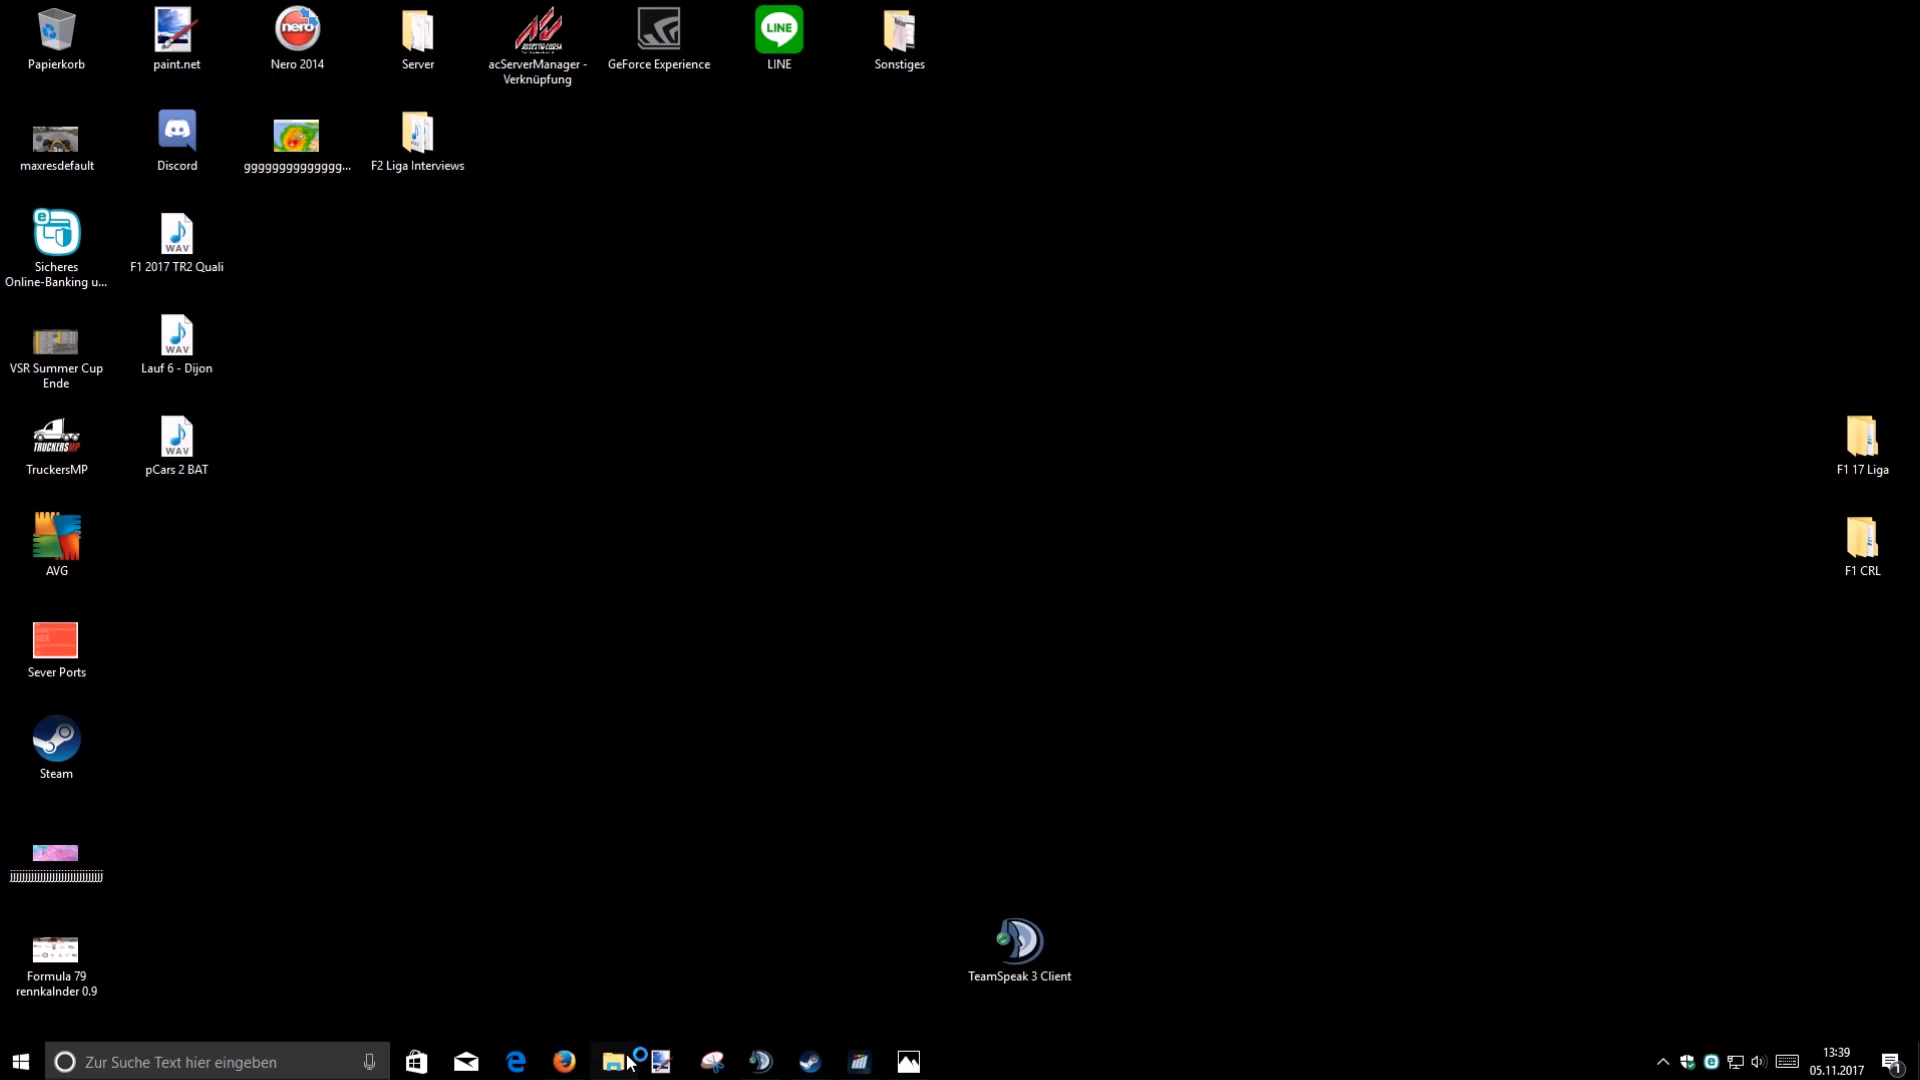 Papierkorb
paint.net
Nero 2014
Server
acServerManager -
Verknüpfung
GeForce Experience
LINE
Sonstiges
maxresdefault
Discord
gggggggggggggg...
F2 Liga Interviews
Sicheres
Online-Banking u...
F1 2017 TR2 Quali
VSR Summer Cup
Ende
Lauf 6 - Dijon
TruckersMP
pCars 2 BAT
F1 17 Liga
AVG
F1 CRL
Sever Ports
Steam
Formula 79
rennkalnder 0.9
TeamSpeak 3 Client
Zur Suche Text hier eingeben
13:39
05.11.2017
1